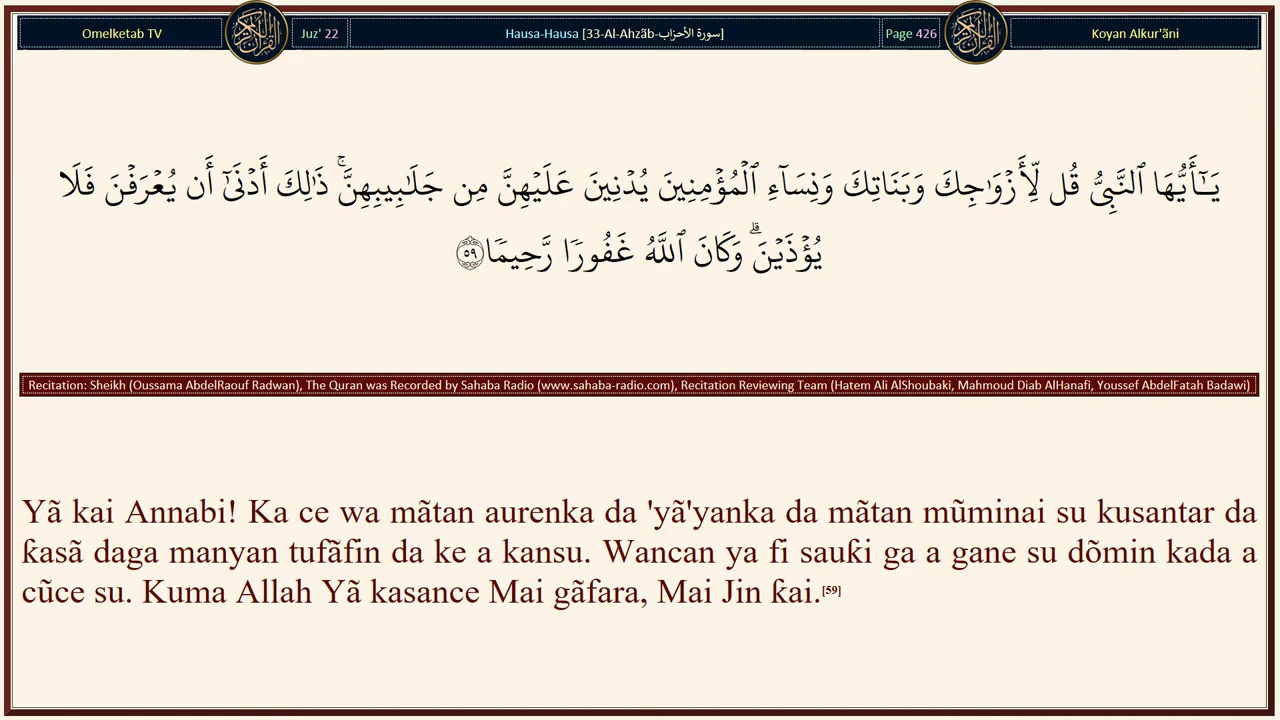 Omelketab TV
Juz' 22
Hausa-Hausa [33-Al-Ahzãb-سورة الأحزاب]
Page 426
Koyan Alƙur'ãni
يَـٰٓأَيُّهَا ٱلنَّبِىُّ قُل لِّأَزْوَٰجِكَ وَبَنَاتِكَ وَنِسَآءِ ٱلْمُؤْمِنِينَ يُدْنِينَ عَلَيْهِنَّ مِن جَلَـٰبِيبِهِنَّ ۚ ذَٰلِكَ أَدْنَىٰٓ أَن يُعْرَفْنَ فَلَا
يُؤْذَيْنَ ۗ وَكَانَ ٱللَّهُ غَفُورًا رَّحِيمًا ٥٩
Recitation: Sheikh (Oussama AbdelRaouf Radwan), The Quran was Recorded by Sahaba Radio (www.sahaba-radio.com), Recitation Reviewing Team (Hatem Ali AlShoubaki, Mahmoud Diab AlHanafi, Youssef AbdelFatah Badawi)
Yã kai Annabi! Ka ce wa mãtan aurenka da 'yã'yanka da mãtan mũminai su kusantar da
ƙasã daga manyan tufãfin da ke a kansu. Wancan ya fi sauƙi ga a gane su dõmin kada a
cũce su. Kuma Allah Yã kasance Mai gãfara, Mai Jin ƙai.[59]